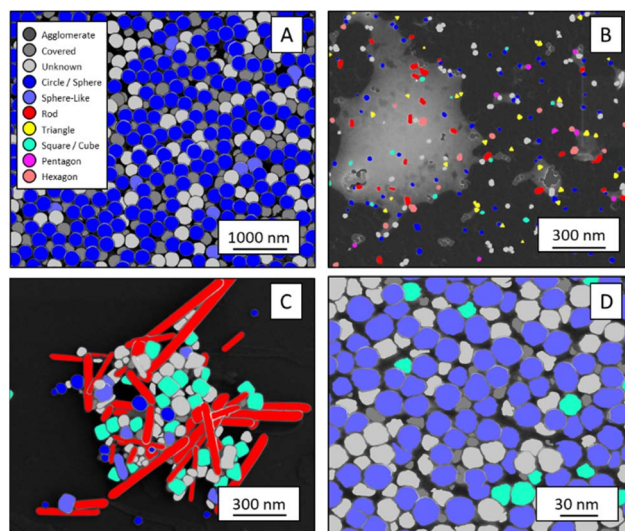 A
Agglomerate
Covered
Unknown
Circle / Sphere
Sphere-Like
Rod
Triangle
Square / Cube
Pentagon
Hexagon
1000 nm
B
300 nm
C
300 nm
D
30 nm